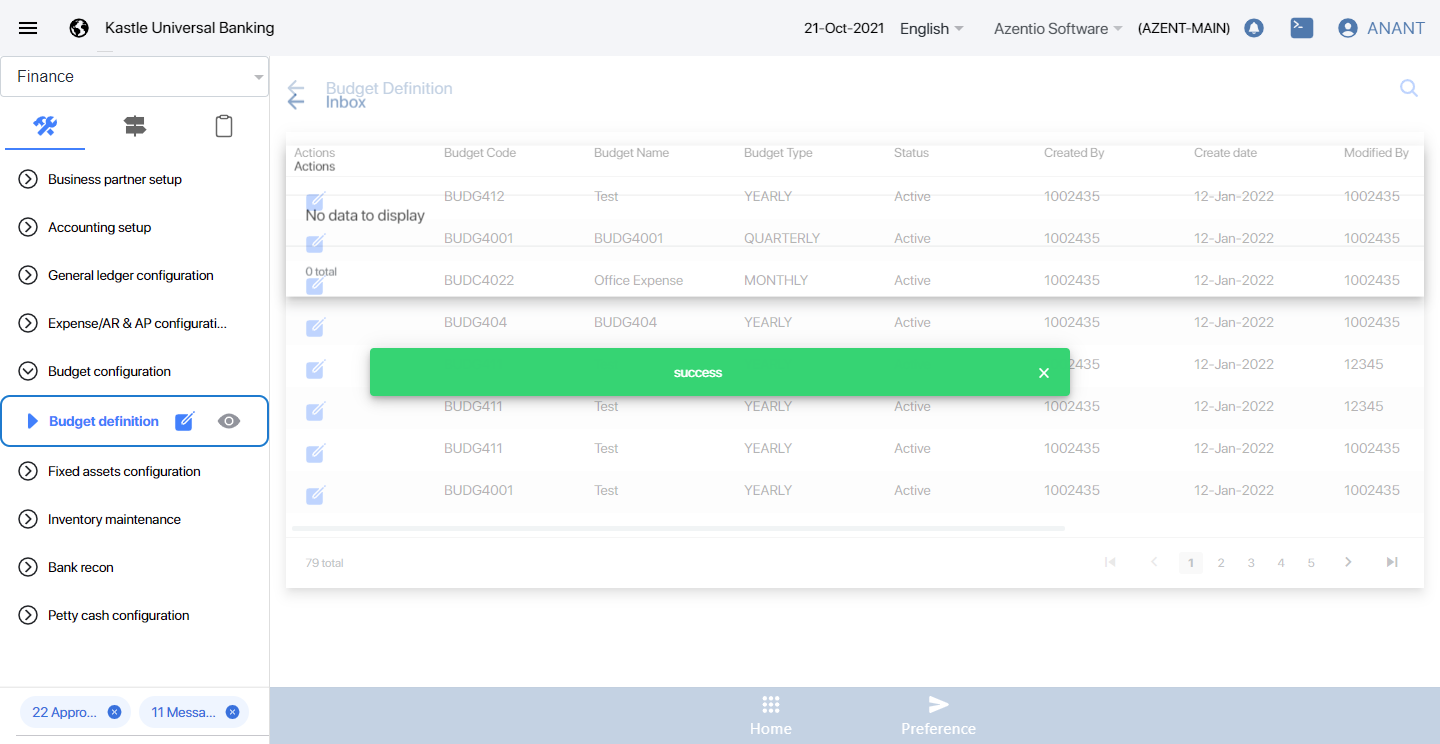 Kastle Universal Banking 21-Oct-2021 English Azentio Software (AZENT-MAIN) ANANT
Finance
Business partner setup
Accounting setup
General ledger configuration
Expense/AR & AP configurati...
Budget configuration
Budget definition
Fixed assets configuration
Inventory maintenance
Bank recon
Petty cash configuration
22 Appro... 11 Messa...
Budget Definition
Inbox
Actions Budget Code Budget Name Budget Type Status Created By Create date Modified By
Actions
BUDG412 Test YEARLY Active 1002435 12-Jan-2022 1002435
No data to display
BUDG4001 BUDG4001 QUARTERLY Active 1002435 12-Jan-2022 1002435
0 total
BUDC4022 Office Expense MONTHLY Active 1002435 12-Jan-2022 1002435
BUDG404 BUDG404 YEARLY Active 1002435 12-Jan-2022 1002435
12-Jan-2022 12345
success
BUDG411 Test YEARLY Active 1002435 12-Jan-2022 12345
BUDG411 Test YEARLY Active 1002435 12-Jan-2022 1002435
BUDG4001 Test YEARLY Active 1002435 12-Jan-2022 1002435
79 total 1 2 3 4 5
Home Preference